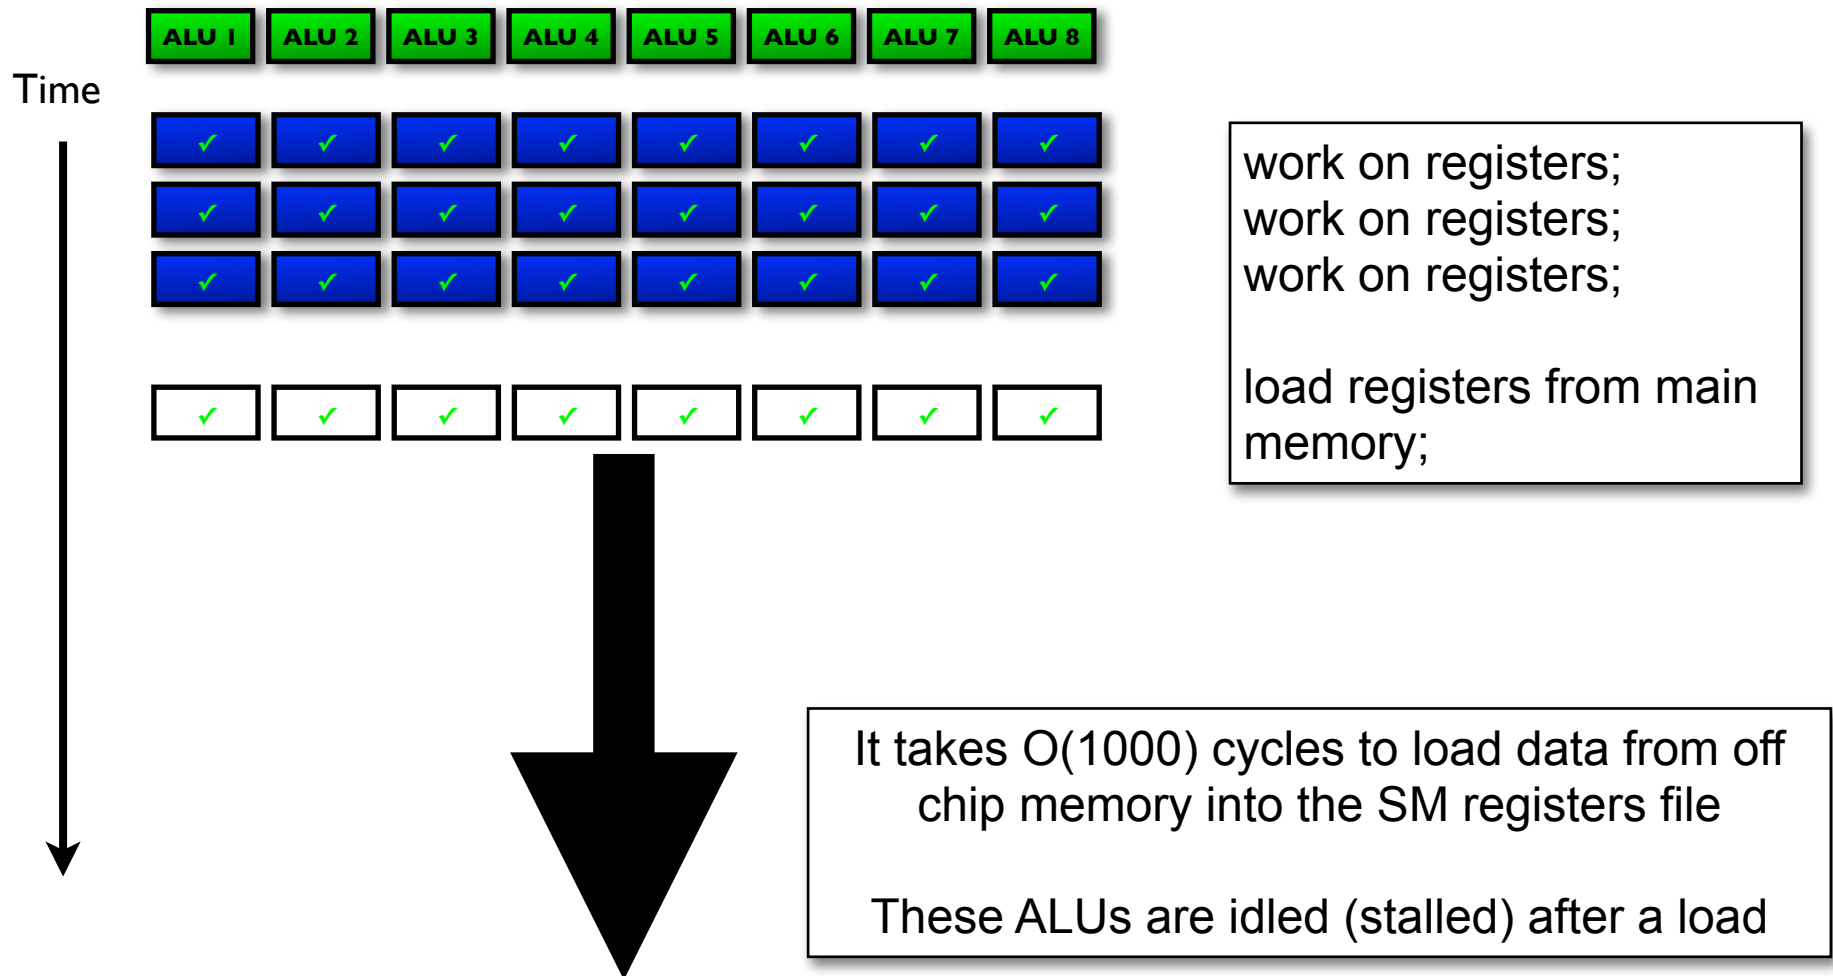 ALU 1 ALU 2 ALU 3 ALU 4 ALU 5 ALU 6 ALU 7 ALU 8
Time
✓ ✓ ✓ ✓ ✓ ✓ ✓ ✓
✓ ✓ ✓ ✓ ✓ ✓ ✓ ✓
✓ ✓ ✓ ✓ ✓ ✓ ✓ ✓
✓ ✓ ✓ ✓ ✓ ✓ ✓ ✓
work on registers;
work on registers;
work on registers;
load registers from main
memory;
It takes O(1000) cycles to load data from off
chip memory into the SM registers file
These ALUs are idled (stalled) after a load